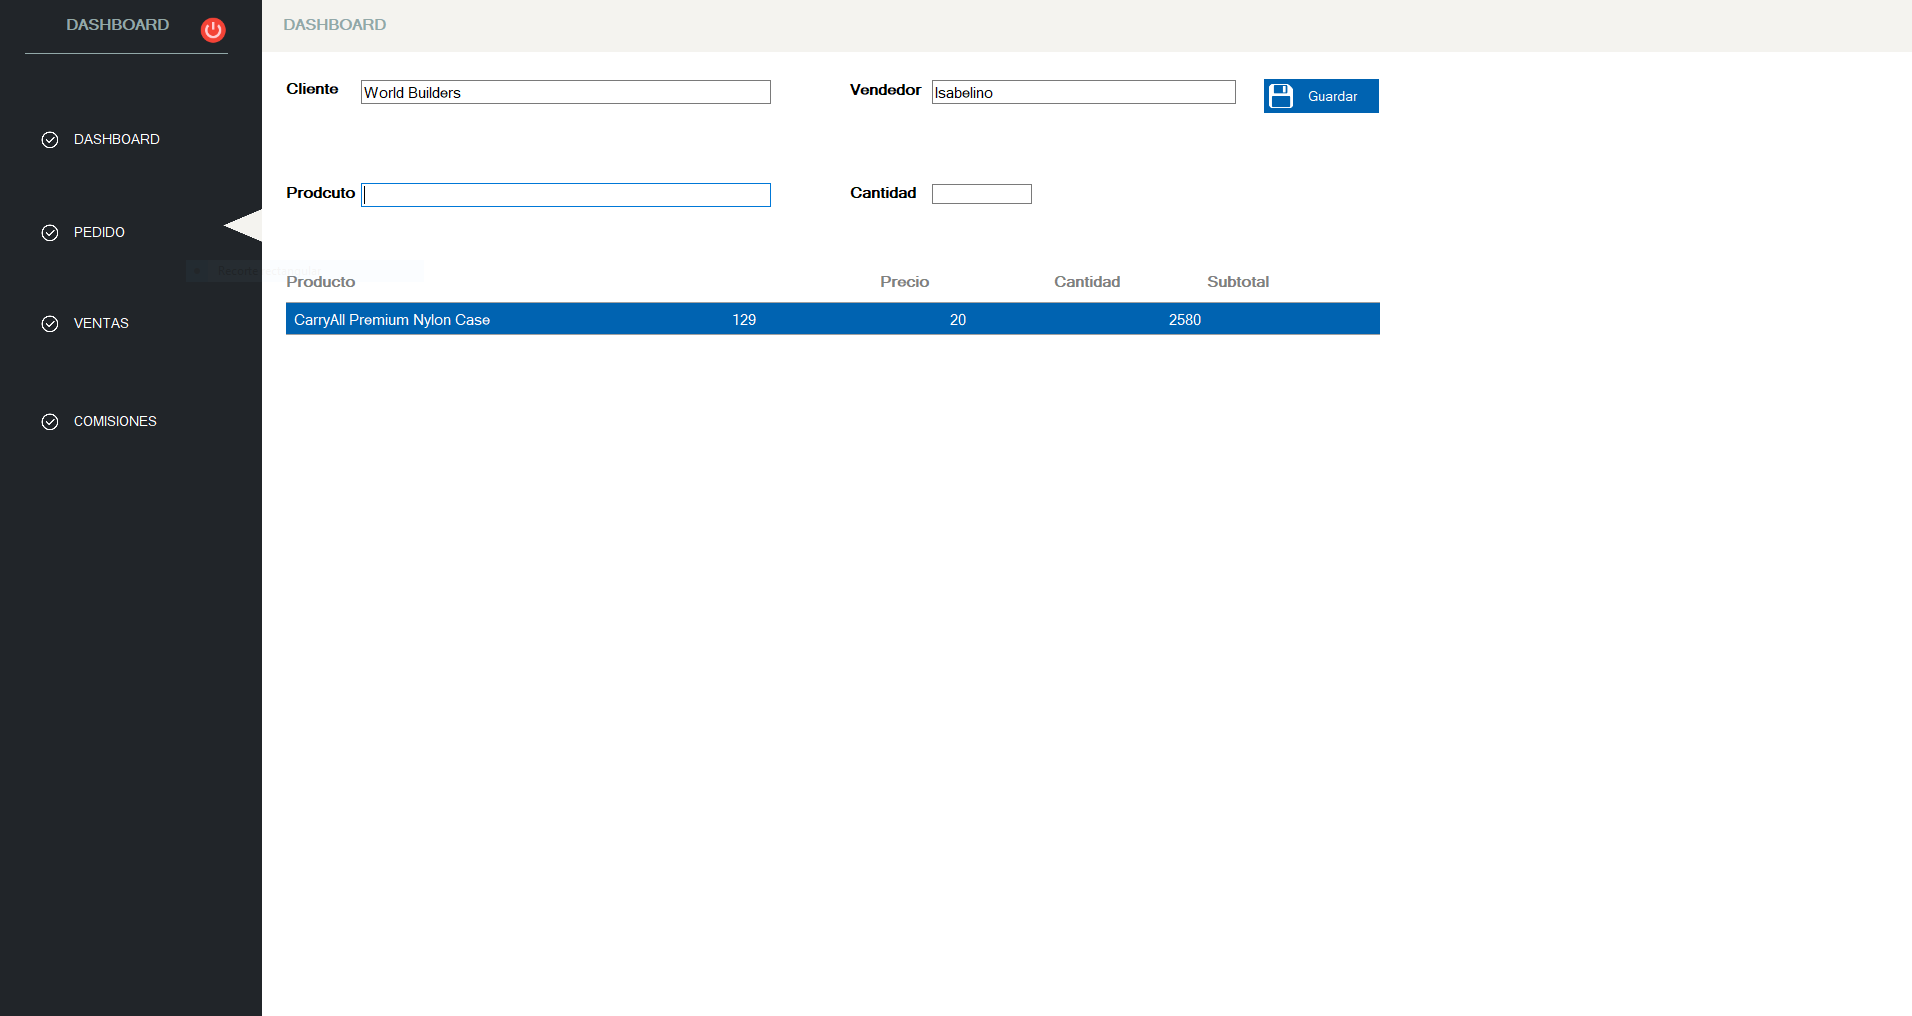 DASHBOARD
DASHBOARD
DASHBOARD
PEDIDO
VENTAS
COMISIONES
Cliente World Builders Vendedor Isabelino Guardar
Prodcuto Cantidad
Producto Precio Cantidad Subtotal
CarryAll Premium Nylon Case 129 20 2580